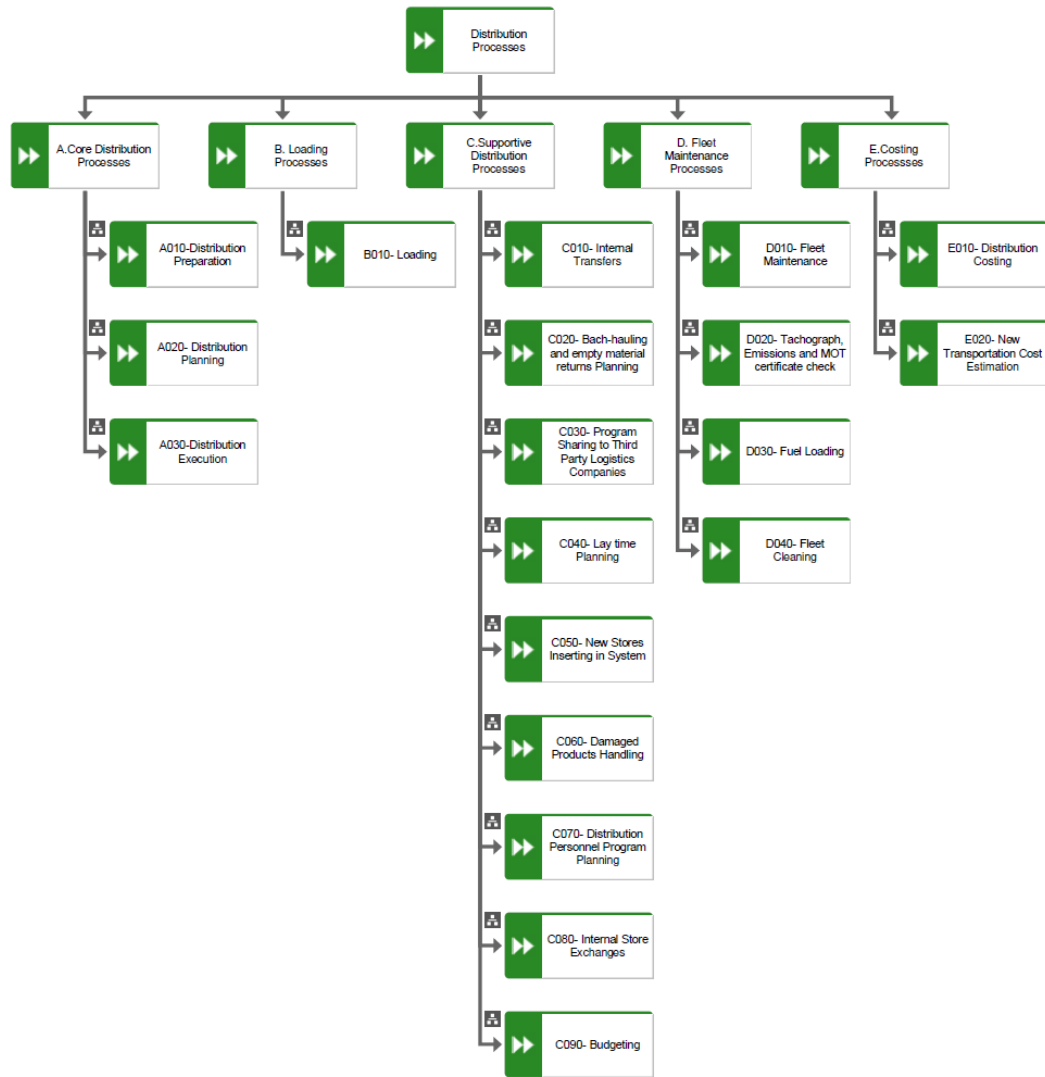 Distribution
Processes
A.Core Distribution
Processes
B. Loading
Processes
C.Supportive
Distribution
Processes
D. Fleet
Maintenance
Processes
E.Costing
Processses
A010-Distribution
Preparation
A020- Distribution
Planning
A030-Distribution
Execution
B010- Loading
C010- Internal
Transfers
C020- Bach-hauling
and empty material
returns Planning
C030- Program
Sharing to Third
Party Logistics
Companies
C040- Lay time
Planning
C050- New Stores
Inserting in System
C060- Damaged
Products Handling
C070- Distribution
Personnel Program
Planning
C080- Internal Store
Exchanges
C090- Budgeting
D010- Fleet
Maintenance
D020- Tachograph,
Emissions and MOT
certificate check
D030- Fuel Loading
D040- Fleet
Cleaning
E010- Distribution
Costing
E020- New
Transportation Cost
Estimation